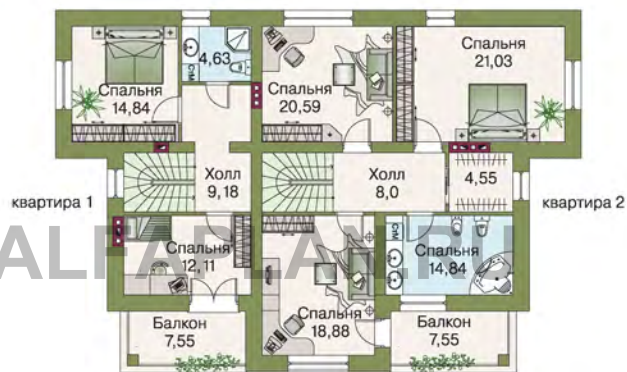 4,63
Спальня
14,84
Спальня
20,59
Спальня
21,03
СтМ
Холл
9,18
Холл
8,0
4,55
квартира 1
квартира 2
СтМ
Спальня
12,11
Спальня
14,84
ALFAPLAN.RU
Спальня
18,88
Балкон
7,55
Балкон
7,55